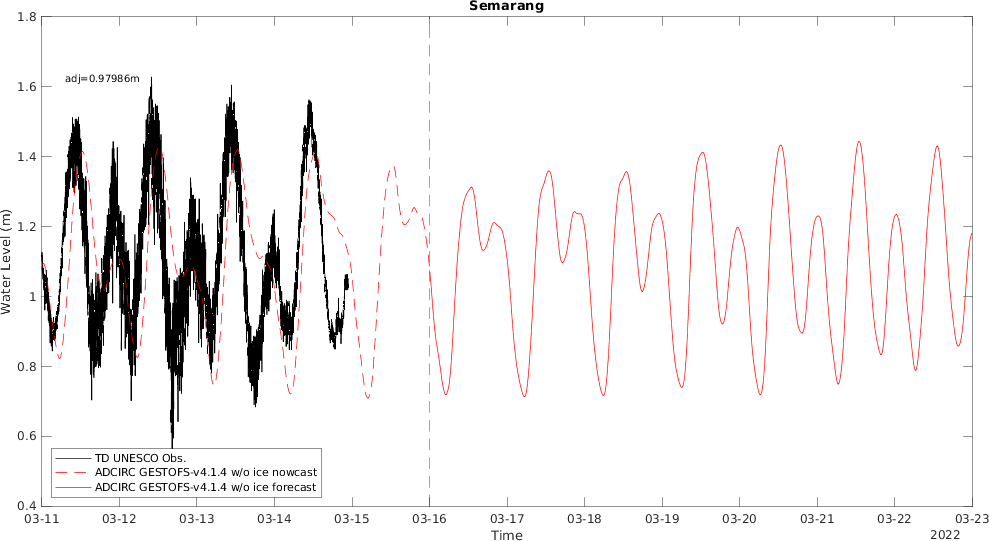 Semarang
1.8
1.6
1.4
1.2
1
0.8
0.6
0.4
Water Level (m)
adj=0.97986m
TD UNESCO Obs.
ADCIRC GESTOFS-v4.1.4 w/o ice nowcast
ADCIRC GESTOFS-v4.1.4 w/o ice forecast
03-11 03-12 03-13 03-14 03-15 03-16 03-17 03-18 03-19 03-20 03-21 03-22 03-23
Time
2022